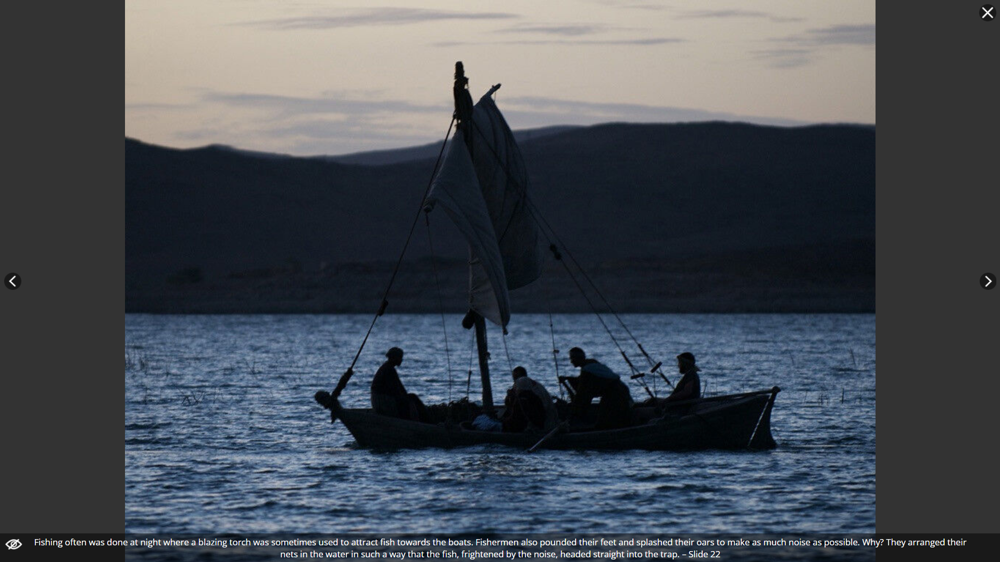 Fishing often was done at night where a blazing torch was sometimes used to attract fish towards the boats. Fishermen also pounded their feet and splashed their oars to make as much noise as possible. Why? They arranged their
nets in the water in such a way that the fish, frightened by the noise, headed straight into the trap. – Slide 22